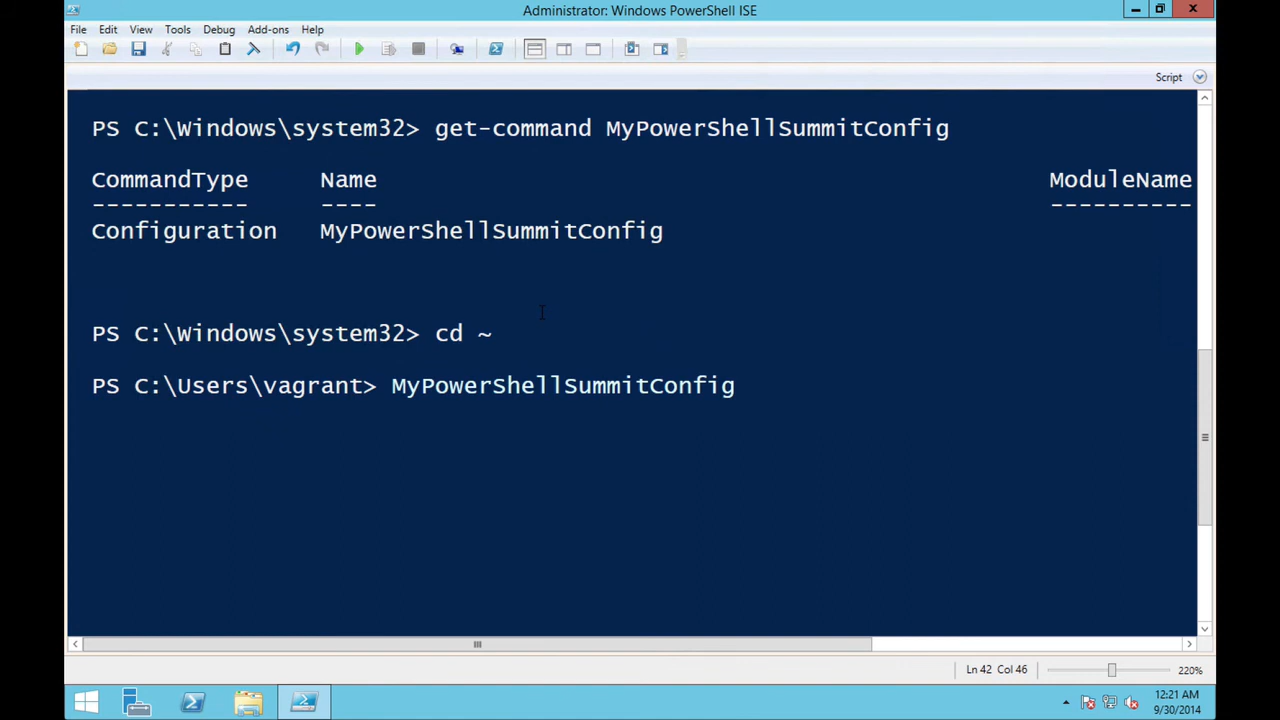 Administrator: Windows PowerShell ISE
File Edit View Tools Debug Add-ons Help
Script
PS C:\Windows\system32> get-command MyPowerShellSummitConfig
CommandType Name ModuleName
----------- ---- ----------
Configuration MyPowerShellSummitConfig
PS C:\Windows\system32> cd ~
PS C:\Users\vagrant> MyPowerShellSummitConfig
Ln 42 Col 46 220%
12:21 AM
9/30/2014